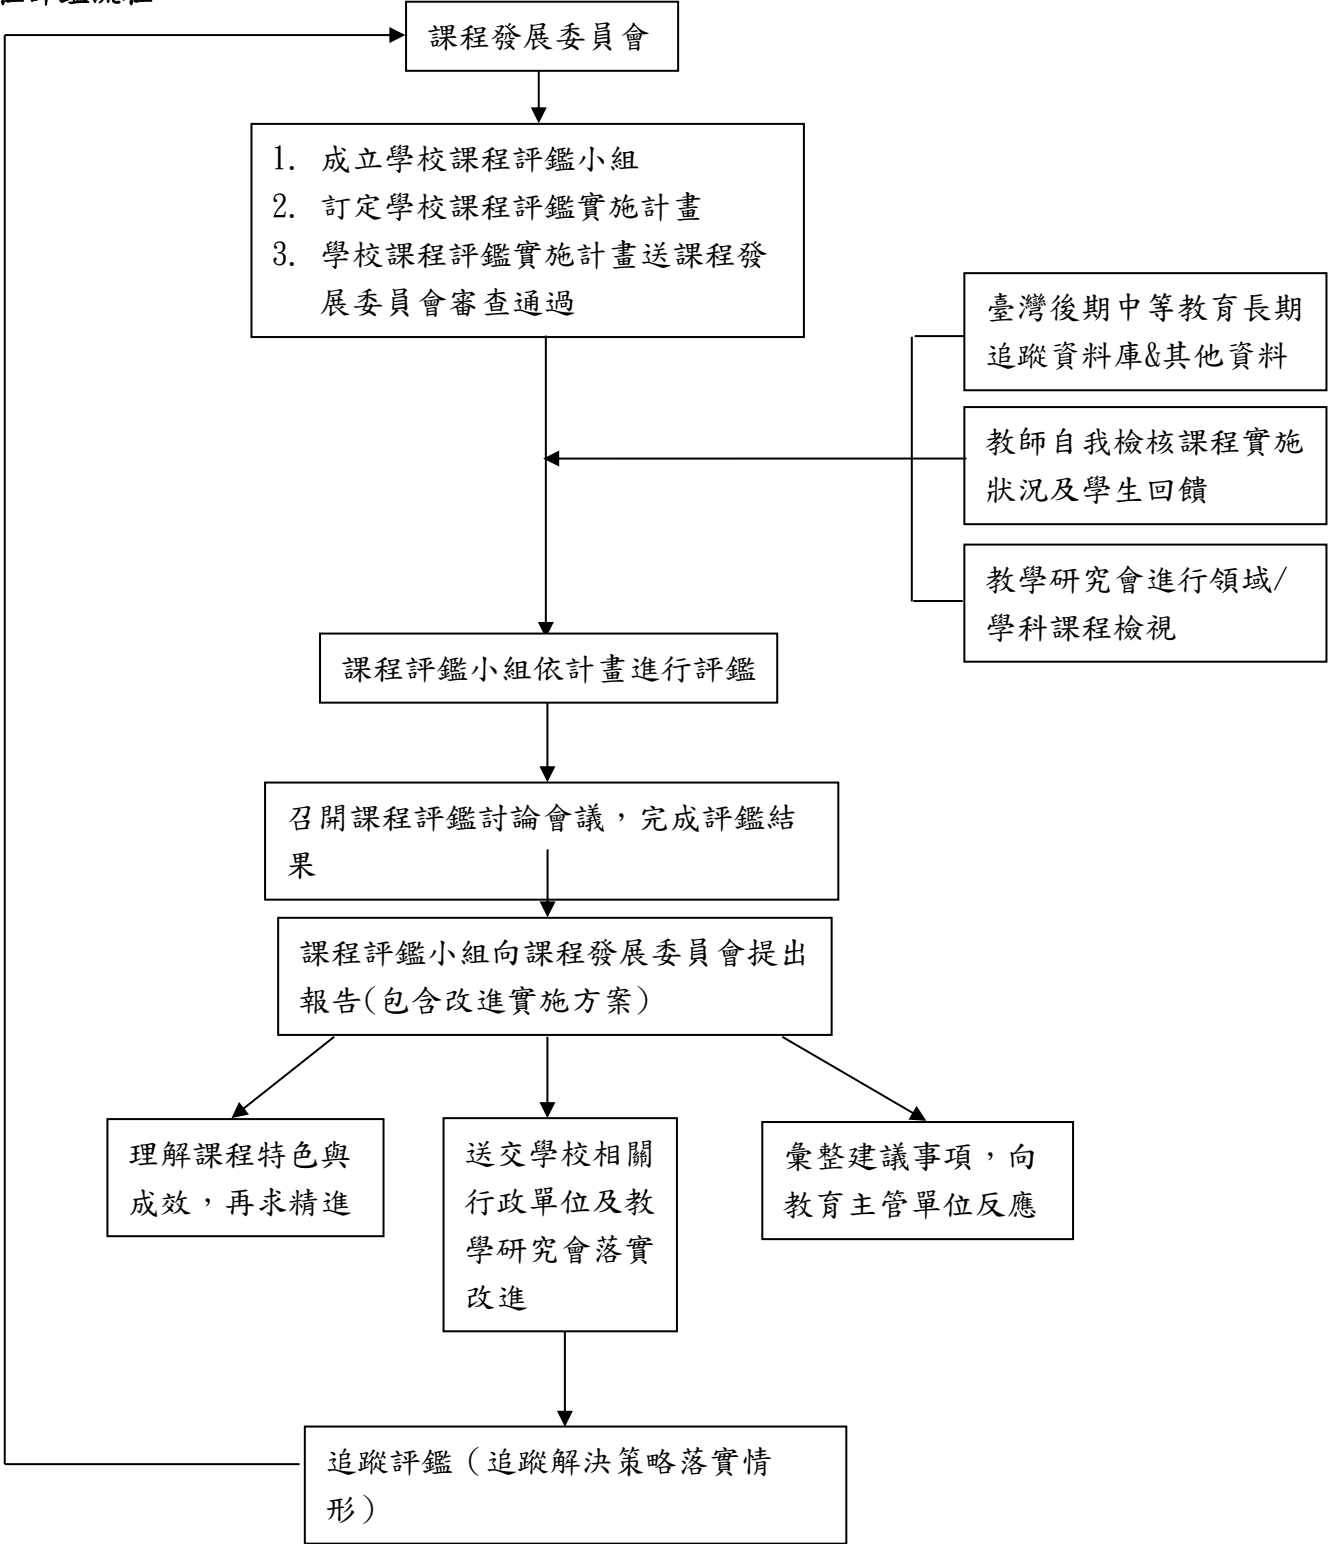 課程發展委員會
1. 成立學校課程評鑑小組
2. 訂定學校課程評鑑實施計畫
3. 學校課程評鑑實施計畫送課程發
展委員會審查通過
臺灣後期中等教育長期
追蹤資料庫&其他資料
教師自我檢核課程實施
狀況及學生回饋
教學研究會進行領域/
學科課程檢視
課程評鑑小組依計畫進行評鑑
召開課程評鑑討論會議，完成評鑑結
果
課程評鑑小組向課程發展委員會提出
報告(包含改進實施方案)
理解課程特色與
成效，再求精進
送交學校相關
行政單位及教
學研究會落實
改進
彙整建議事項，向
教育主管單位反應
追蹤評鑑（追蹤解決策略落實情
形）